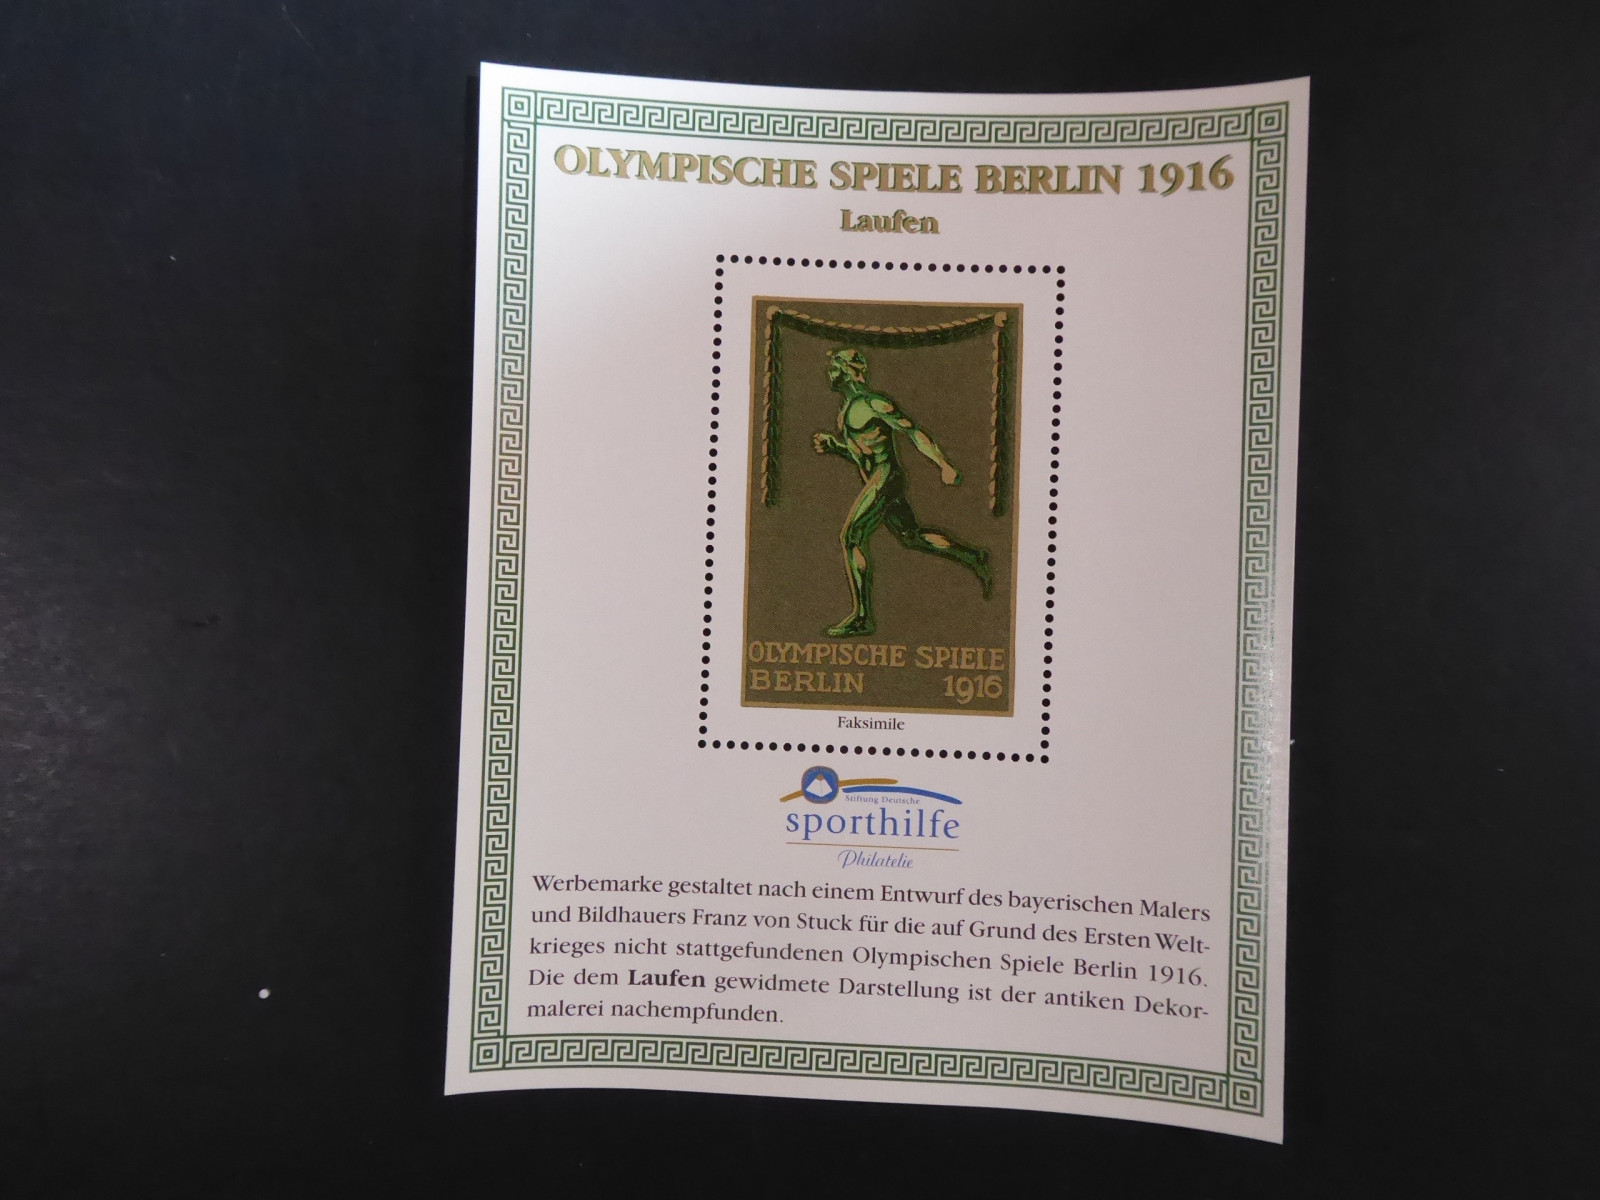 OLYMPISCHE SPIELE BERLIN 1916
Laufen
OLYMPISCHE SPIELE
BERLIN 1916
Faksimile
Stiftung Deutsche
sporthilfe
Philatelie
Werbemarke gestaltet nach einem Entwurf des bayerischen Malers
und Bildhauers Franz von Stuck für die auf Grund des Ersten Welt-
krieges nicht stattgefundenen Olympischen Spiele Berlin 1916.
Die dem Laufen gewidmete Darstellung ist der antiken Dekor-
malerei nachempfunden.